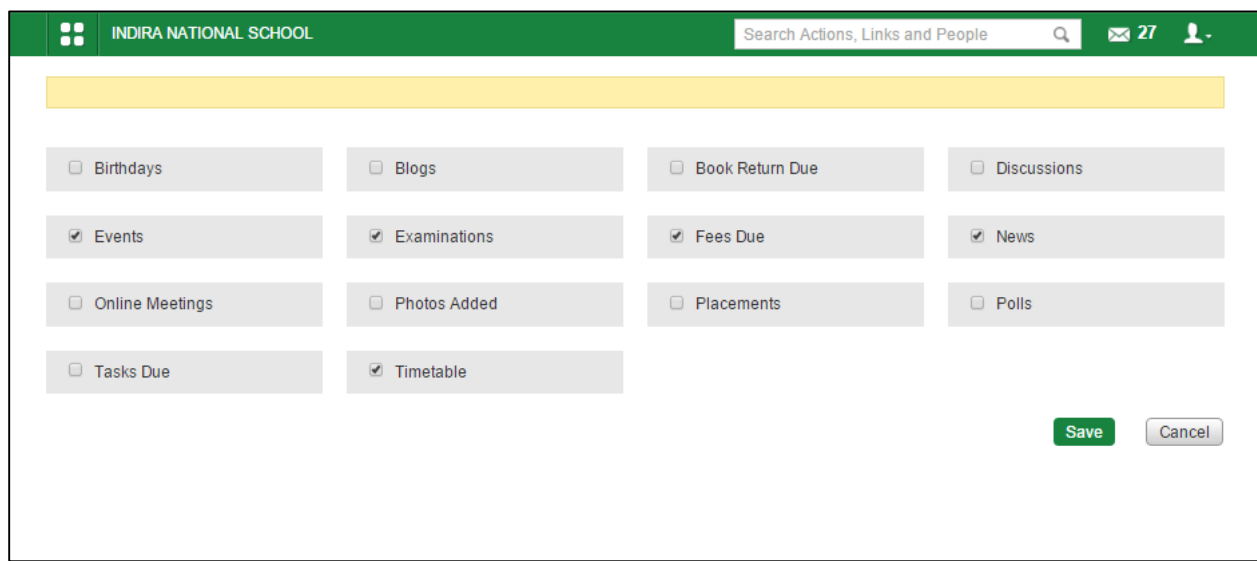 INDIRA NATIONAL SCHOOL Search Actions, Links and People 27
Birthdays Blogs Book Return Due Discussions
Events Examinations Fees Due News
Online Meetings Photos Added Placements Polls
Tasks Due Timetable
Save Cancel